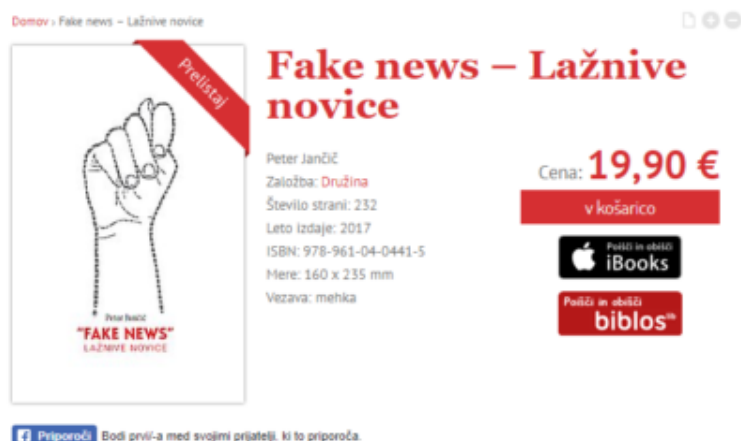 Domov › Fake news – Lažnive novice
Prelistaj
Fake news – Lažnive
novice
Peter Jančič
Založba: Družina
Število strani: 232
Leto izdaje: 2017
ISBN: 978-961-04-0441-5
Mere: 160 x 235 mm
Vezava: mehka
Cena: 19,90 €
v košarico
Poišči in obišči
iBooks
Poišči in obišči
biblos
Peter Jančič
"FAKE NEWS"
LAŽNIVE NOVICE
Priporoči Bodi prvi/-a med svojimi prijatelji, ki to priporoča.